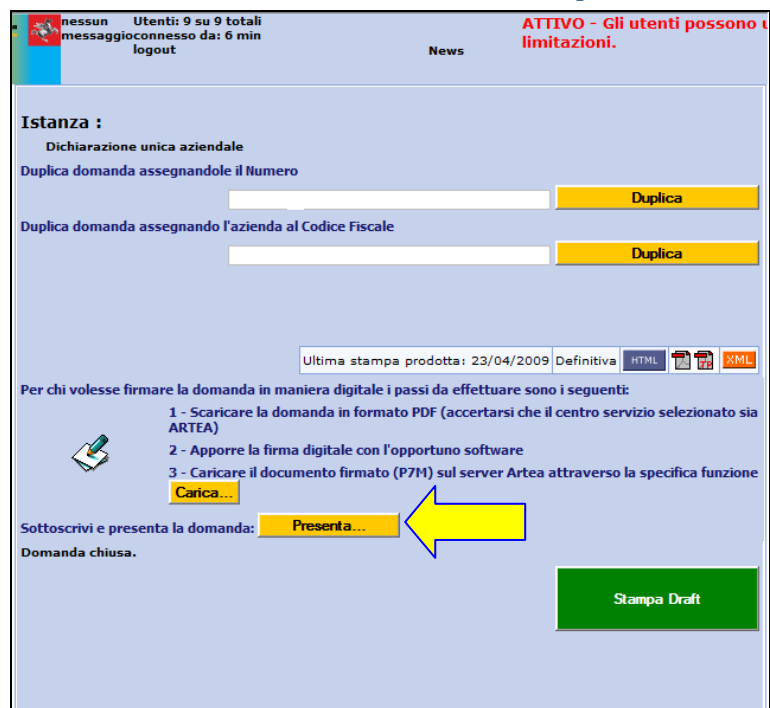 nessun Utenti: 9 su 9 totali
messaggioconnesso da: 6 min
logout
News
ATTIVO - Gli utenti possono u
limitazioni.
Istanza :
Dichiarazione unica aziendale
Duplica domanda assegnandole il Numero
Duplica
Duplica domanda assegnando l'azienda al Codice Fiscale
Duplica
Ultima stampa prodotta: 23/04/2009 Definitiva HTML XML
Per chi volesse firmare la domanda in maniera digitale i passi da effettuare sono i seguenti:
1 - Scaricare la domanda in formato PDF (accertarsi che il centro servizio selezionato sia
ARTEA)
2 - Apporre la firma digitale con l'opportuno software
3 - Caricare il documento firmato (P7M) sul server Artea attraverso la specifica funzione
Carica...
Sottoscrivi e presenta la domanda: Presenta...
Domanda chiusa.
Stampa Draft